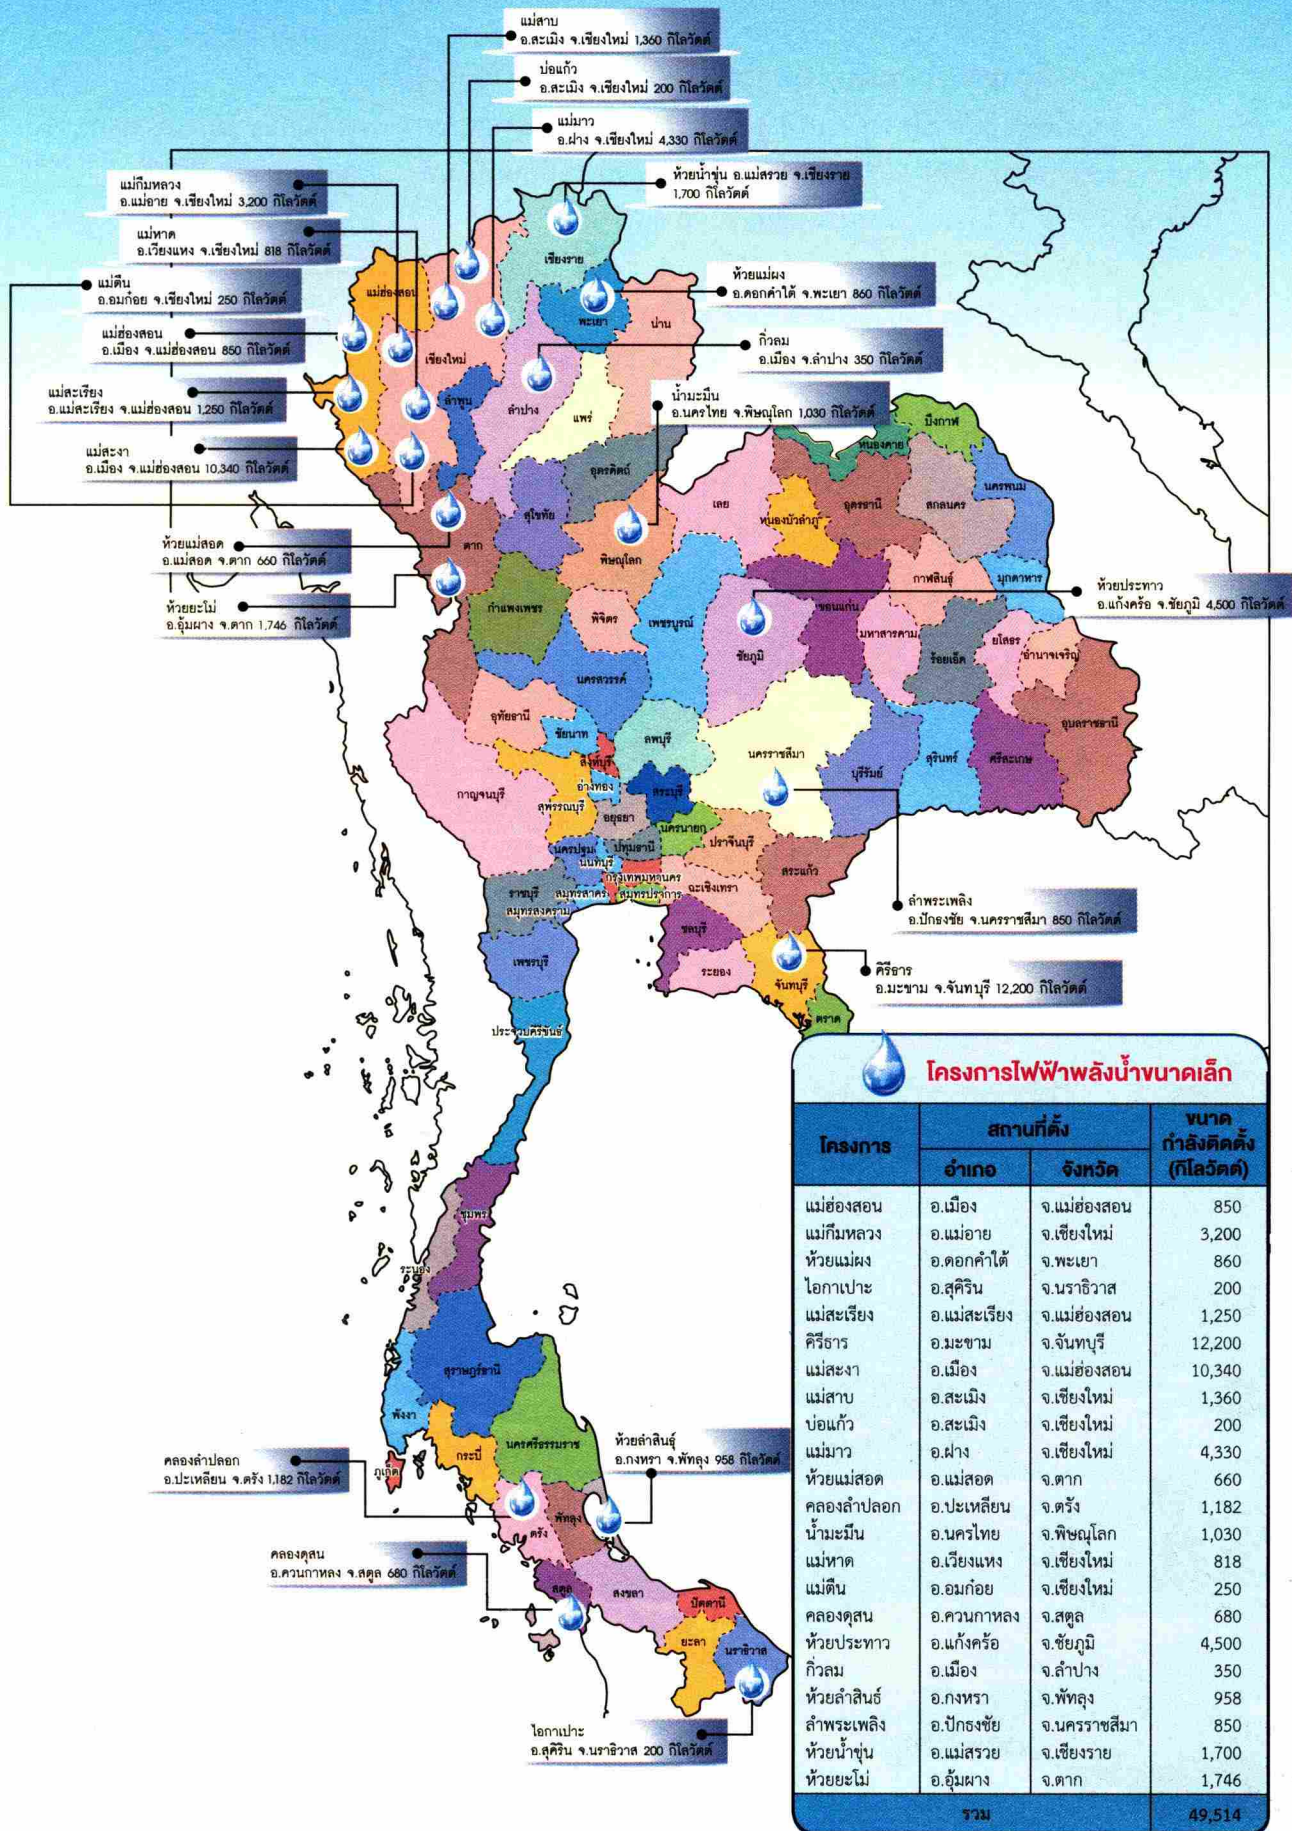 แม่สาบ
อ.สะเมิง จ.เชียงใหม่ 1,360 กิโลวัตต์
บ่อแก้ว
อ.สะเมิง จ.เชียงใหม่ 200 กิโลวัตต์
แม่มาว
อ.ฝาง จ.เชียงใหม่ 4,330 กิโลวัตต์
ห้วยน้ำขุ่น อ.แม่สรวย จ.เชียงราย
1,700 กิโลวัตต์
แม่กึมหลวง
อ.แม่อาย จ.เชียงใหม่ 3,200 กิโลวัตต์
แม่หาด
อ.เวียงแหง จ.เชียงใหม่ 818 กิโลวัตต์
แม่ตืน
อ.อมก๋อย จ.เชียงใหม่ 250 กิโลวัตต์
แม่ฮ่องสอน
อ.เมือง จ.แม่ฮ่องสอน 850 กิโลวัตต์
แม่สะเรียง
อ.แม่สะเรียง จ.แม่ฮ่องสอน 1,250 กิโลวัตต์
แม่สะงา
อ.เมือง จ.แม่ฮ่องสอน 10,340 กิโลวัตต์
ห้วยแม่สอด
อ.แม่สอด จ.ตาก 660 กิโลวัตต์
ห้วยยะโม่
อ.อุ้มผาง จ.ตาก 1,746 กิโลวัตต์
ห้วยแม่ผง
อ.ดอกคำใต้ จ.พะเยา 860 กิโลวัตต์
กิ่วลม
อ.เมือง จ.ลำปาง 350 กิโลวัตต์
น้ำมะมึน
อ.นครไทย จ.พิษณุโลก 1,030 กิโลวัตต์
ห้วยประทาว
อ.แก้งคร้อ จ.ชัยภูมิ 4,500 กิโลวัตต์
ลำพระเพลิง
อ.ปักธงชัย จ.นครราชสีมา 850 กิโลวัตต์
คิรีธาร
อ.มะขาม จ.จันทบุรี 12,200 กิโลวัตต์
คลองลำปลอก
อ.ปะเหลียน จ.ตรัง 1,182 กิโลวัตต์
ห้วยลำสินธุ์
อ.กงหรา จ.พัทลุง 958 กิโลวัตต์
คลองดุสน
อ.ควนกาหลง จ.สตูล 680 กิโลวัตต์
ไอกาเปาะ
อ.สุคิริน จ.นราธิวาส 200 กิโลวัตต์
เชียงราย
แม่ฮ่องสอน
พะเยา
น่าน
เชียงใหม่
ลำพูน
ลำปาง
แพร่
อุตรดิตถ์
สุโขทัย
ตาก
พิษณุโลก
กำแพงเพชร
พิจิตร
เพชรบูรณ์
เลย
หนองบัวลำภู
อุดรธานี
หนองคาย
บึงกาฬ
สกลนคร
นครพนม
ขอนแก่น
กาฬสินธุ์
มุกดาหาร
มหาสารคาม
ร้อยเอ็ด
ยโสธร
อำนาจเจริญ
ชัยภูมิ
นครสวรรค์
อุทัยธานี
ชัยนาท
สิงห์บุรี
ลพบุรี
นครราชสีมา
บุรีรัมย์
สุรินทร์
ศรีสะเกษ
อุบลราชธานี
กาญจนบุรี
สุพรรณบุรี
อ่างทอง
สระบุรี
อยุธยา
นครนายก
ปราจีนบุรี
นครปฐม
ปทุมธานี
นนทบุรี
กรุงเทพมหานคร
สระแก้ว
ฉะเชิงเทรา
ราชบุรี
สมุทรสาคร
สมุทรปราการ
สมุทรสงคราม
ชลบุรี
เพชรบุรี
ระยอง
จันทบุรี
ตราด
ประจวบคีรีขันธ์
ชุมพร
ระนอง
สุราษฎร์ธานี
พังงา
นครศรีธรรมราช
กระบี่
ภูเก็ต
ตรัง
พัทลุง
สตูล
สงขลา
ปัตตานี
ยะลา
นราธิวาส
โครงการไฟฟ้าพลังน้ำขนาดเล็ก
โครงการ สถานที่ตั้ง ขนาดกำลังติดตั้ง (กิโลวัตต์)
อำเภอ จังหวัด
แม่ฮ่องสอน อ.เมือง จ.แม่ฮ่องสอน 850
แม่กึมหลวง อ.แม่อาย จ.เชียงใหม่ 3,200
ห้วยแม่ผง อ.ดอกคำใต้ จ.พะเยา 860
ไอกาเปาะ อ.สุคิริน จ.นราธิวาส 200
แม่สะเรียง อ.แม่สะเรียง จ.แม่ฮ่องสอน 1,250
คิรีธาร อ.มะขาม จ.จันทบุรี 12,200
แม่สะงา อ.เมือง จ.แม่ฮ่องสอน 10,340
แม่สาบ อ.สะเมิง จ.เชียงใหม่ 1,360
บ่อแก้ว อ.สะเมิง จ.เชียงใหม่ 200
แม่มาว อ.ฝาง จ.เชียงใหม่ 4,330
ห้วยแม่สอด อ.แม่สอด จ.ตาก 660
คลองลำปลอก อ.ปะเหลียน จ.ตรัง 1,182
น้ำมะมืน อ.นครไทย จ.พิษณุโลก 1,030
แม่หาด อ.เวียงแหง จ.เชียงใหม่ 818
แม่ตืน อ.อมก๋อย จ.เชียงใหม่ 250
คลองดุสน อ.ควนกาหลง จ.สตูล 680
ห้วยประทาว อ.แก้งคร้อ จ.ชัยภูมิ 4,500
กิ่วลม อ.เมือง จ.ลำปาง 350
ห้วยลำสินธ์ อ.กงหรา จ.พัทลุง 958
ลำพระเพลิง อ.ปักธงชัย จ.นครราชสีมา 850
ห้วยน้ำขุ่น อ.แม่สรวย จ.เชียงราย 1,700
ห้วยยะโม่ อ.อุ้มผาง จ.ตาก 1,746
รวม 49,514